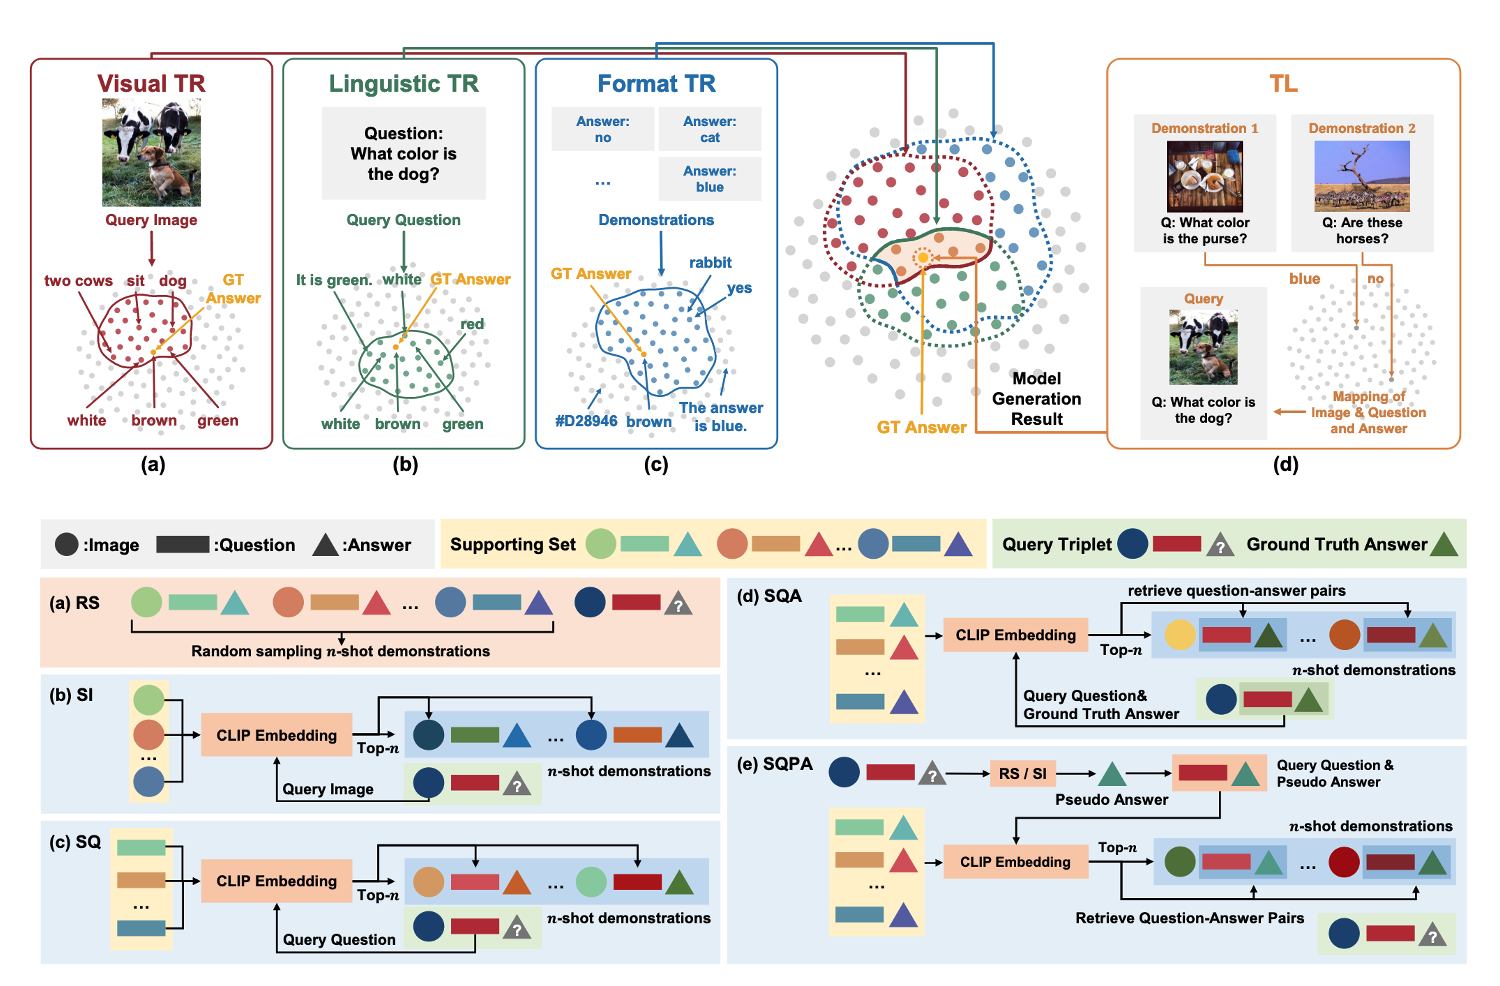 Visual TR
Query Image
two cows
sit
dog
GT
Answer
white
brown
green
(a)
Linguistic TR
Question:
What color is
the dog?
Query Question
It is green.
white
GT Answer
red
white
brown
green
(b)
Format TR
Answer:
no
Answer:
cat
...
Answer:
blue
Demonstrations
GT Answer
rabbit
yes
#D28946
brown
The answer
is blue.
(c)
GT Answer
Model
Generation
Result
TL
Demonstration 1
Q: What color
is the purse?
Demonstration 2
Q: Are these
horses?
blue
no
Query
Q: What color is
the dog?
Mapping of
Image & Question
and Answer
(d)
:Image
:Question
:Answer
Supporting Set
...
Query Triplet
?
Ground Truth Answer
(a) RS
...
?
Random sampling n-shot demonstrations
(b) SI
...
CLIP Embedding
Top-n
...
n-shot demonstrations
Query Image
?
(c) SQ
...
CLIP Embedding
Top-n
...
n-shot demonstrations
Query Question
?
(d) SQA
...
CLIP Embedding
retrieve question-answer pairs
Top-n
...
n-shot demonstrations
Query Question&
Ground Truth Answer
(e) SQPA
?
RS / SI
Pseudo Answer
Query Question &
Pseudo Answer
...
CLIP Embedding
n-shot demonstrations
Top-n
...
Retrieve Question-Answer Pairs
?